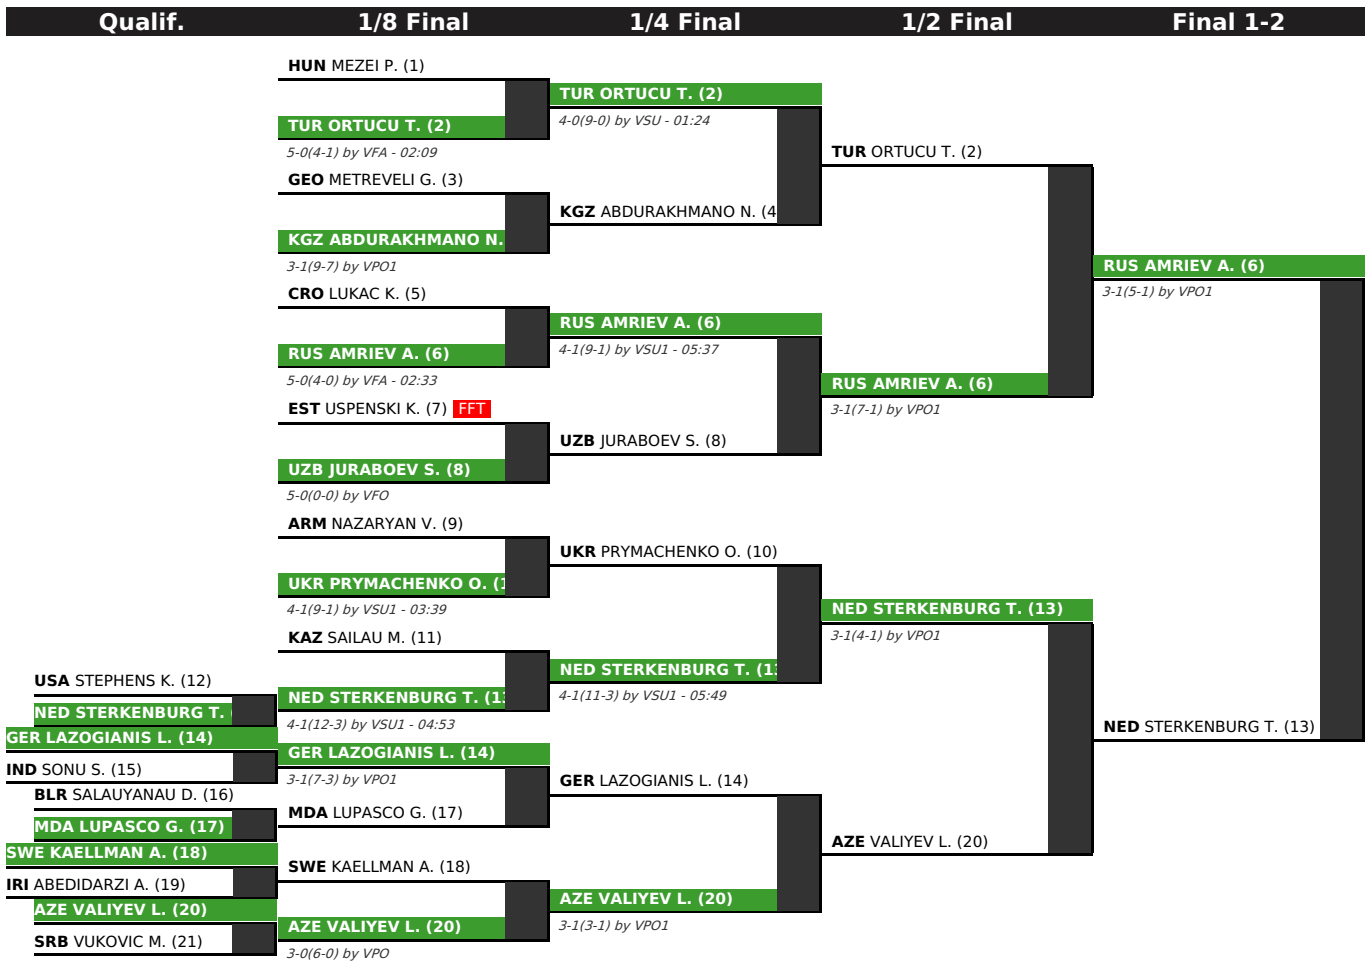 Qualif.
1/8 Final
1/4 Final
1/2 Final
Final 1-2
USA STEPHENS K. (12)
NED STERKENBURG T.
GER LAZOGIANIS L. (14)
IND SONU S. (15)
BLR SALAUYANAU D. (16)
MDA LUPASCO G. (17)
SWE KAELLMAN A. (18)
IRI ABEDIDARZI A. (19)
AZE VALIYEV L. (20)
SRB VUKOVIC M. (21)
HUN MEZEI P. (1)
TUR ORTUCU T. (2)
5-0(4-1) by VFA - 02:09
GEO METREVELI G. (3)
KGZ ABDURAKHMANO N.
3-1(9-7) by VPO1
CRO LUKAC K. (5)
RUS AMRIEV A. (6)
5-0(4-0) by VFA - 02:33
EST USPENSKI K. (7) FFT
UZB JURABOEV S. (8)
5-0(0-0) by VFO
ARM NAZARYAN V. (9)
UKR PRYMACHENKO O. (1
4-1(9-1) by VSU1 - 03:39
KAZ SAILAU M. (11)
NED STERKENBURG T. (13
4-1(12-3) by VSU1 - 04:53
GER LAZOGIANIS L. (14)
3-1(7-3) by VPO1
MDA LUPASCO G. (17)
SWE KAELLMAN A. (18)
AZE VALIYEV L. (20)
3-0(6-0) by VPO
TUR ORTUCU T. (2)
4-0(9-0) by VSU - 01:24
KGZ ABDURAKHMANO N. (4
RUS AMRIEV A. (6)
4-1(9-1) by VSU1 - 05:37
UZB JURABOEV S. (8)
UKR PRYMACHENKO O. (10)
NED STERKENBURG T. (13
4-1(11-3) by VSU1 - 05:49
GER LAZOGIANIS L. (14)
AZE VALIYEV L. (20)
3-1(3-1) by VPO1
TUR ORTUCU T. (2)
RUS AMRIEV A. (6)
3-1(7-1) by VPO1
NED STERKENBURG T. (13)
3-1(4-1) by VPO1
AZE VALIYEV L. (20)
RUS AMRIEV A. (6)
3-1(5-1) by VPO1
NED STERKENBURG T. (13)